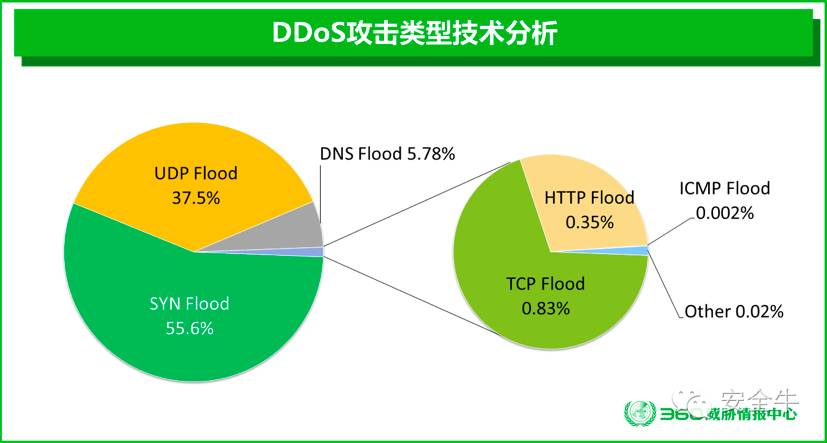 DDoS攻击类型技术分析
UDP Flood
37.5%
DNS Flood 5.78%
SYN Flood
55.6%
HTTP Flood
0.35%
ICMP Flood
0.002%
TCP Flood
0.83%
Other 0.02%
安全牛
360威胁情报中心